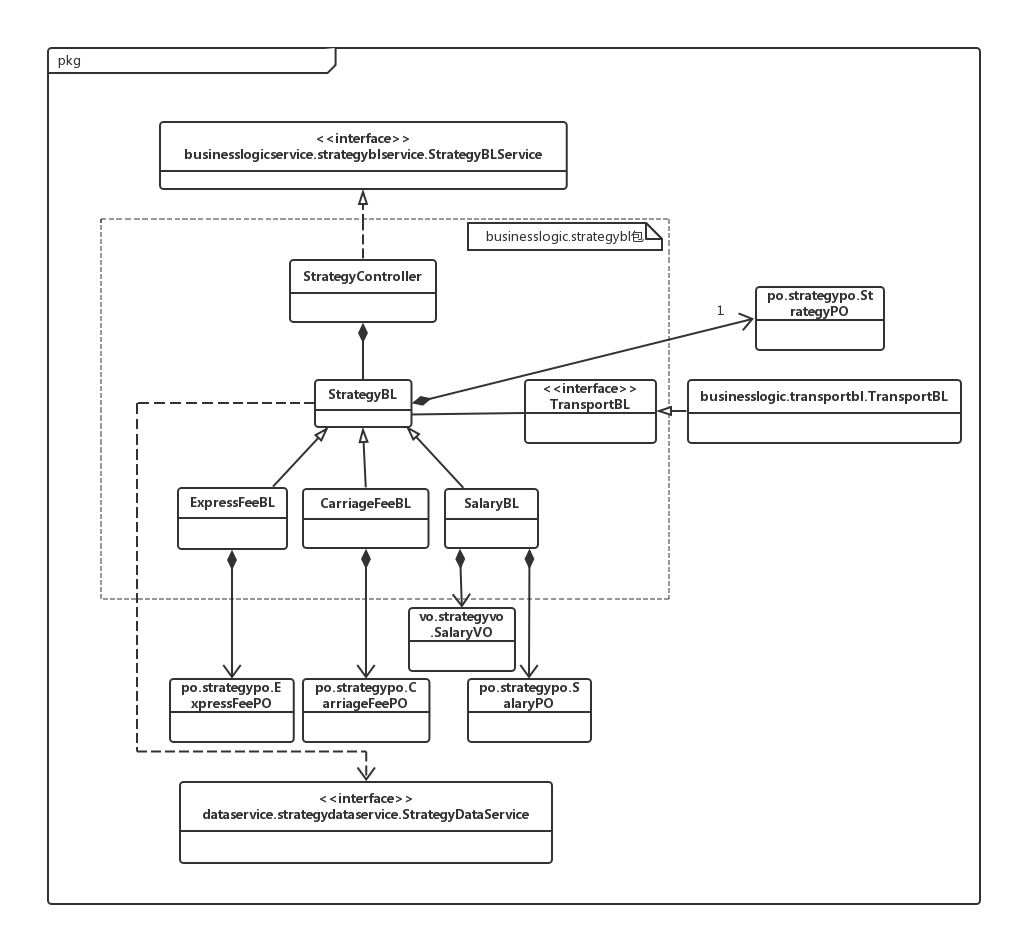 pkg
<<interface>>
businesslogicservice.strategyblservice.StrategyBLService
businesslogic.strategybl包
StrategyController
po.strategypo.St
rategyPO
1
StrategyBL
<<interface>>
TransportBL
businesslogic.transportbl.TransportBL
ExpressFeeBL
CarriageFeeBL
SalaryBL
vo.strategyvo
.SalaryVO
po.strategypo.E
xpressFeePO
po.strategypo.C
arriageFeePO
po.strategypo.S
alaryPO
<<interface>>
dataservice.strategydataservice.StrategyDataService